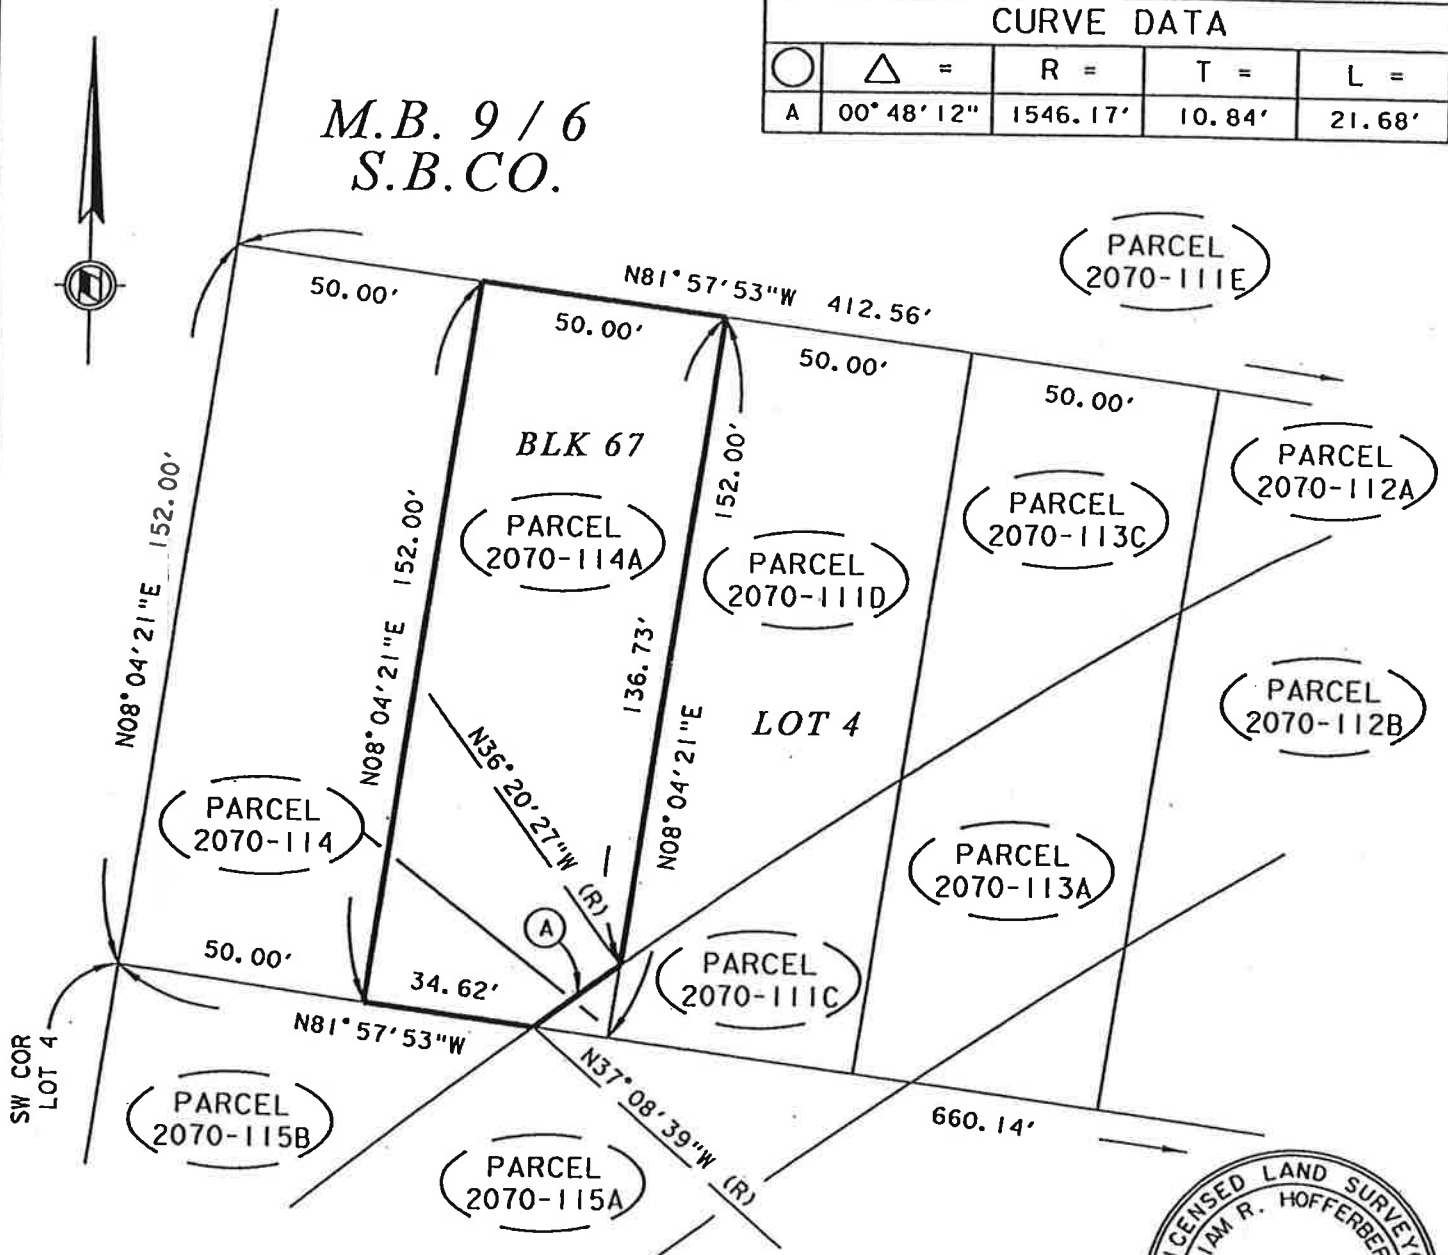 CURVE DATA
△ = R = T = L =
A 00°48'12" 1546.17' 10.84' 21.68'
M.B. 9 / 6
S.B.CO.
PARCEL
2070-111E
50.00'
N81°57'53"W 412.56'
50.00'
50.00'
50.00'
BLK 67
PARCEL
2070-112A
PARCEL
2070-114A
PARCEL
2070-113C
PARCEL
2070-111D
N08°04'21"E 152.00'
N08°04'21"E 152.00'
152.00'
136.73'
N08°04'21"E
LOT 4
PARCEL
2070-112B
N36°20'27"W (R)
PARCEL
2070-114
PARCEL
2070-113A
A
50.00'
34.62'
PARCEL
2070-111C
N81°57'53"W
SW COR
LOT 4
N37°08'39"W (R)
660.14'
PARCEL
2070-115B
PARCEL
2070-115A
LAND
R.